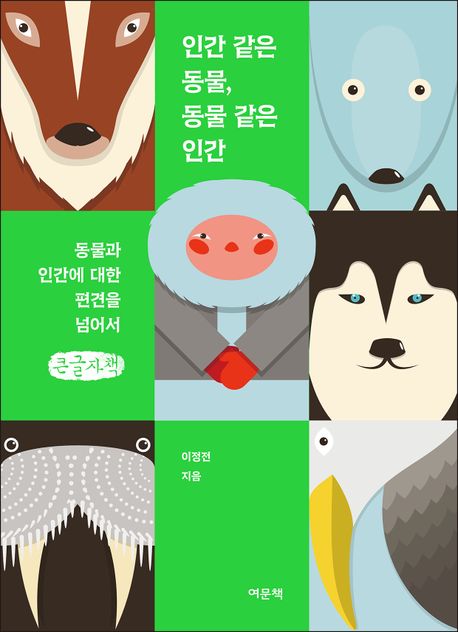 인간 같은
동물,
동물 같은
인간
동물과
인간에 대한
편견을
넘어서
큰글자책
이정전
지음
여문책